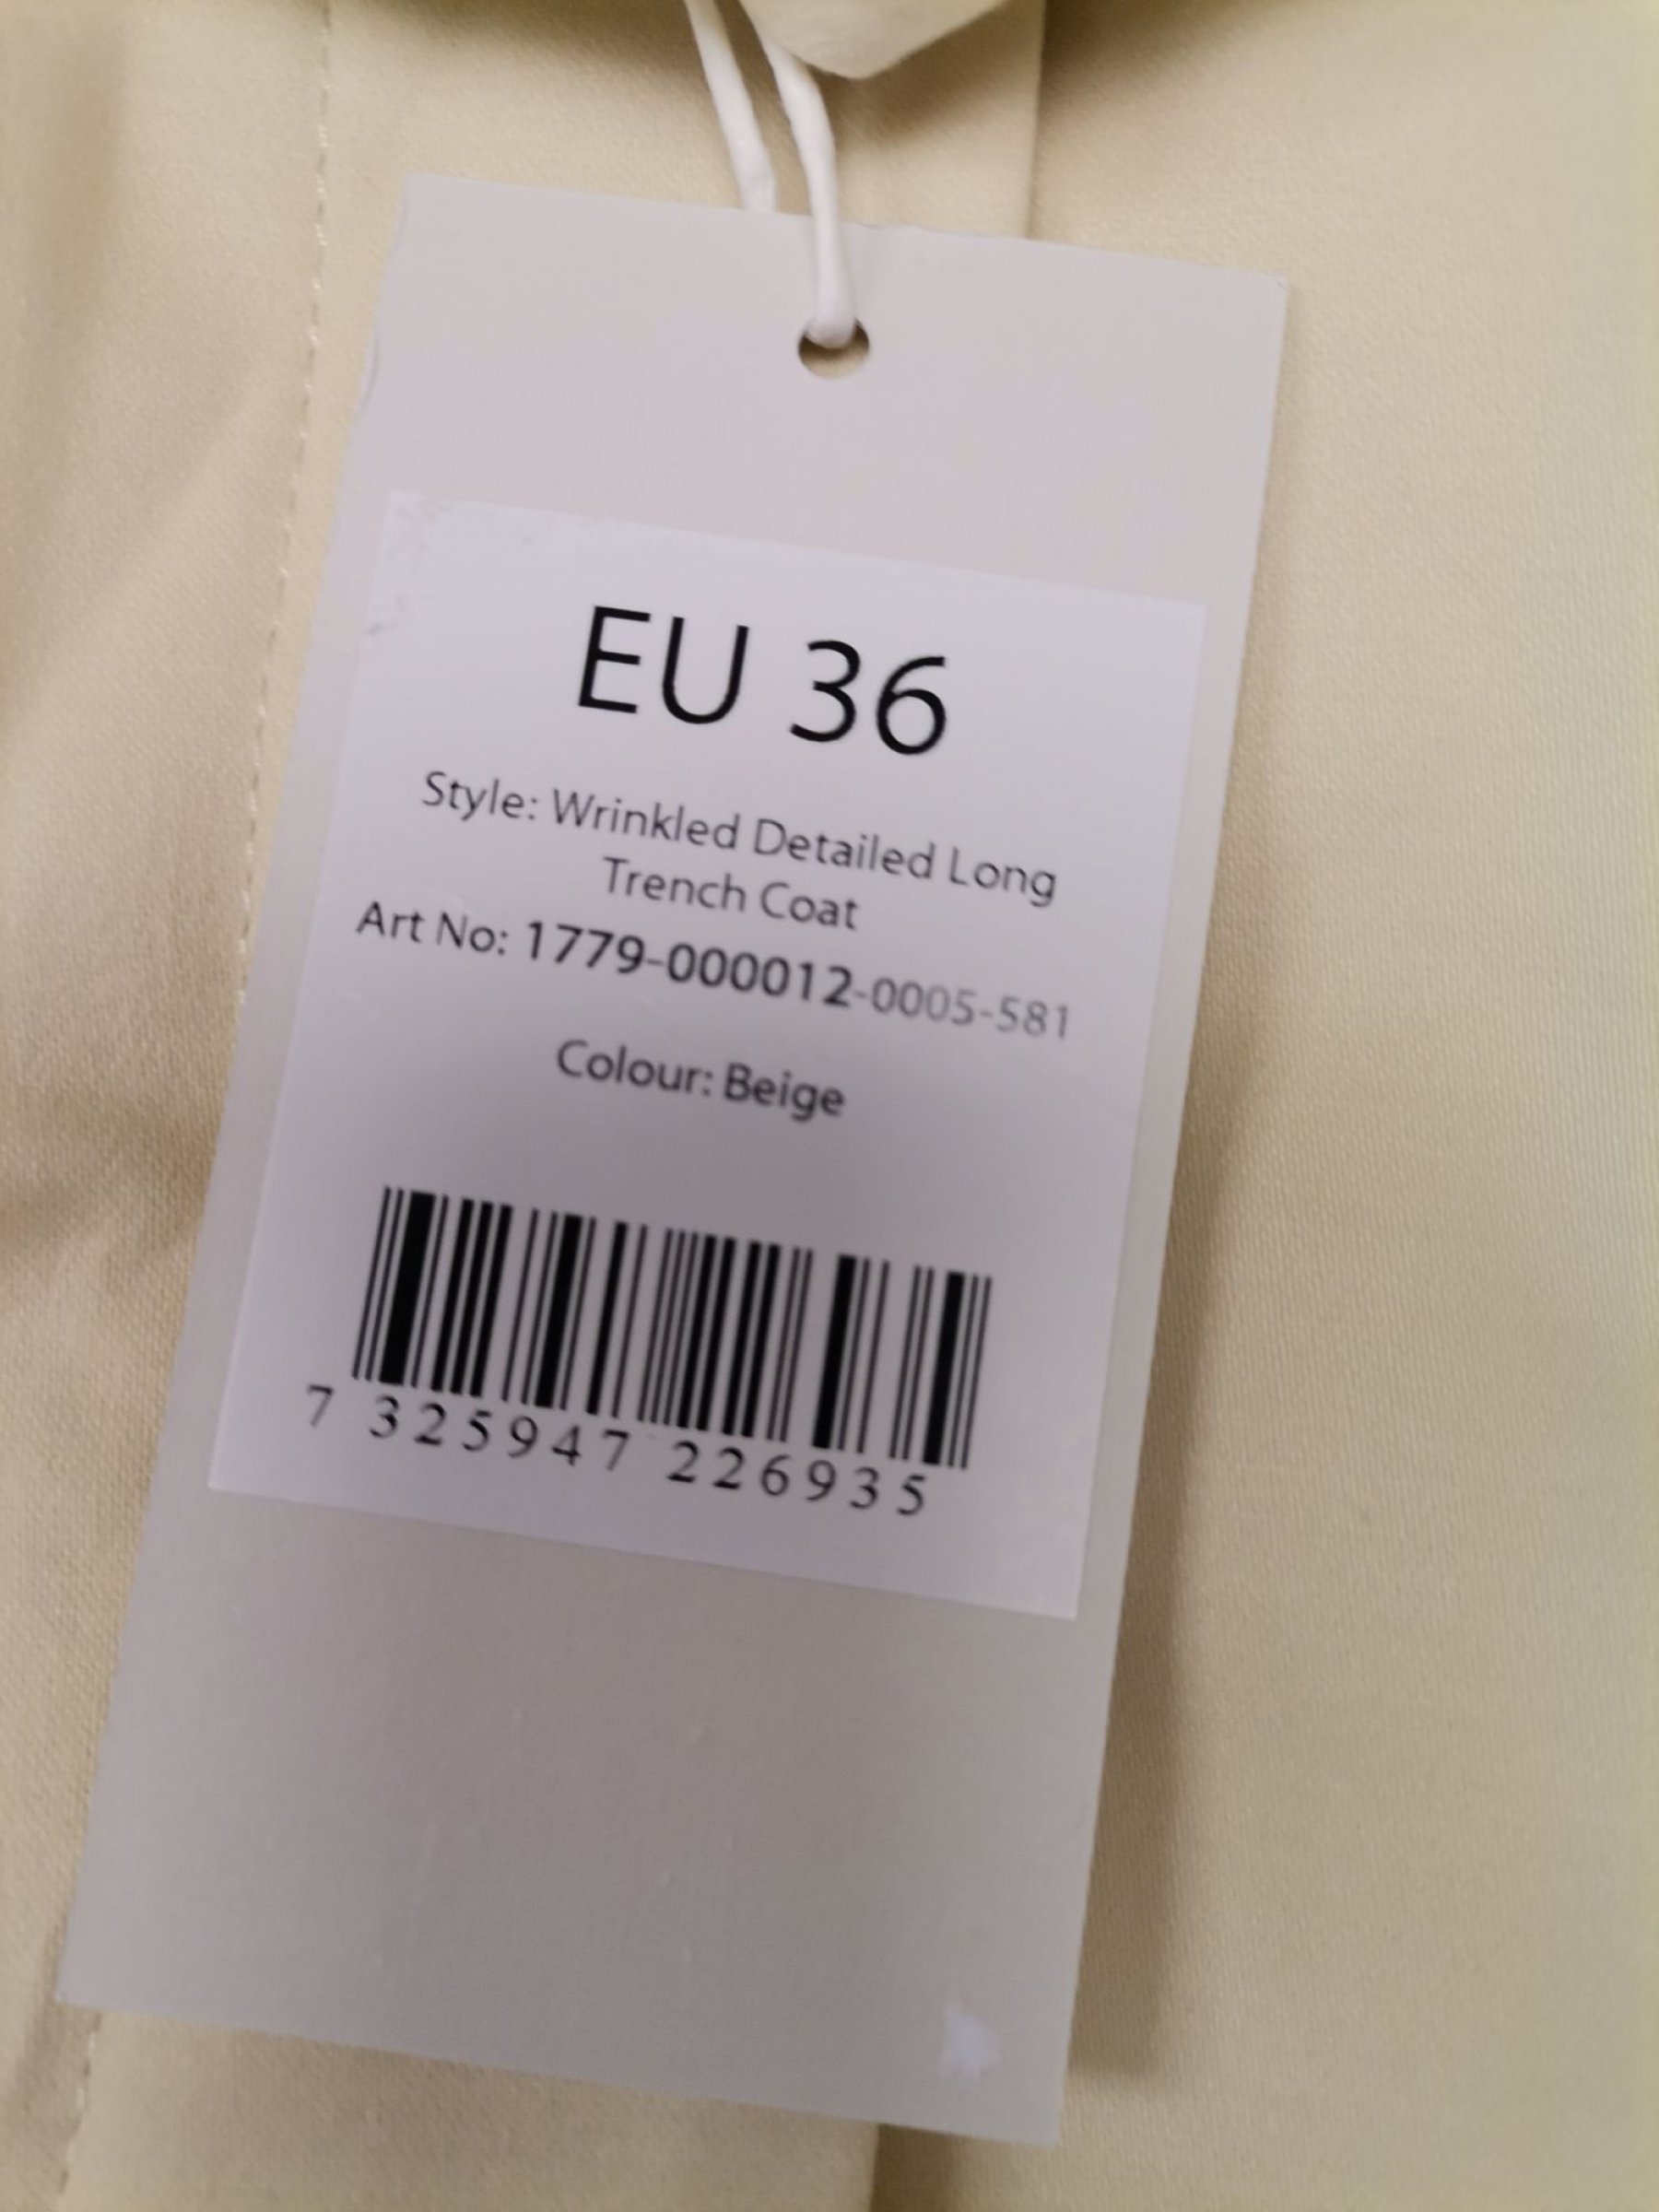 EU 36
Style: Wrinkled Detailed Long
Trench Coat
Art No: 1779-000012-0005-581
Colour: Beige
7 325947 226935